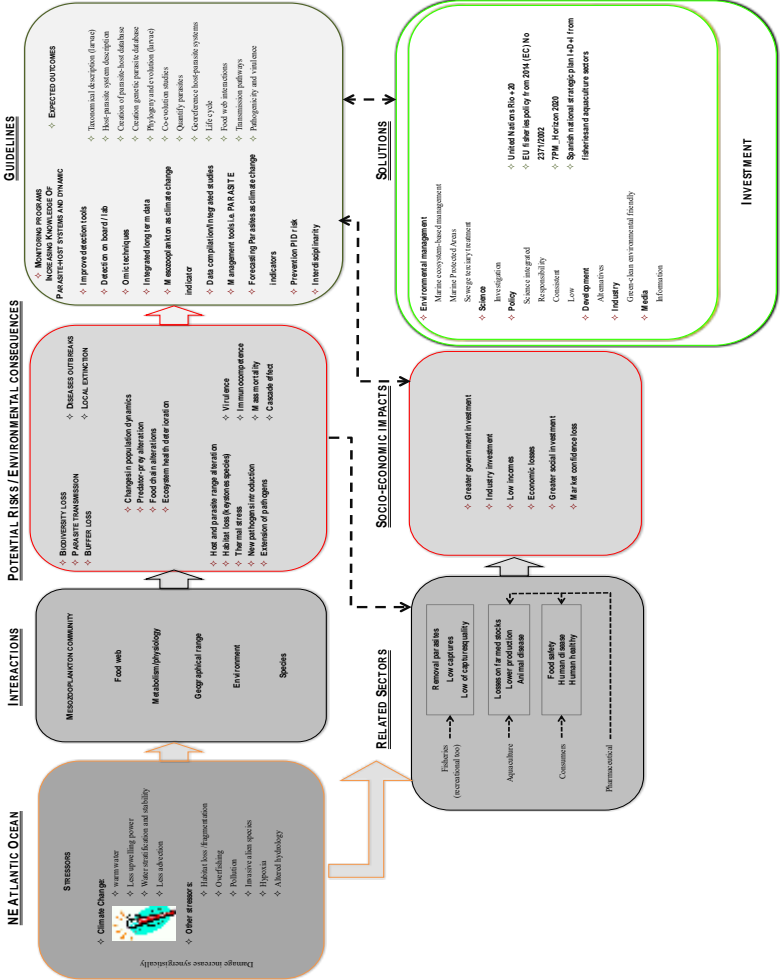 NE ATLANTIC OCEAN
STRESSORS
Climate Change:
warm water
Less upwelling power
Water stratification and stability
Less advection
Other stressors:
Habitat loss /fragmentation
Overfishing
Pollution
Invasive alien species
Hypoxia
Altered hydrology
Damage increase synergistically
INTERACTIONS
MESOZOOPLANKTON COMMUNITY
Food web
Metabolism/physiology
Geographical range
Environment
Species
POTENTIAL RISKS / ENVIRONMENTAL CONSEQUENCES
BIODIVERSITY LOSS
PARASITE TRANSMISSION
BUFFER LOSS
DISEASES OUTBREAKS
LOCAL EXTINCTION
Changes in population dynamics
Predator-prey alteration
Food chain alterations
Ecosystem health deterioration
Host and parasite range alteration
Habitat loss (keystones species)
Thermal stress
New pathogens introduction
Extension of pathogens
Virulence
Immunocompetence
Mass mortality
Cascade effect
GUIDELINES
MONITORING PROGRAMS
INCREASING KNOWLEDGE OF
PARASITE-HOST SYSTEMS AND DYNAMIC
Improve detection tools
Detection on board / lab
Omic techniques
Integrated long term data
Mesozooplankton as climate change
indicator
Data compilation/integrated studies
Management tools i.e. PARASITE
Forecasting Parasites as climate change
indicators
Prevention PID risk
Interdisciplinarity
EXPECTED OUTCOMES
Taxonomical description (larvae)
Host-parasite system description
Creation of parasite-host database
Creation genetic parasite database
Phylogeny and evolution (larvae)
Co-evolution studies
Quantify parasites
Georeference host-parasite systems
Life cycle
Food web interactions
Transmission pathways
Pathogenicity and virulence
RELATED SECTORS
Fisheries
(recreational too)
Removal parasites
Low captures
Low of capturesquality
Aquaculture
Losses on farmed stocks
Lower production
Animal disease
Consumers
Food safety
Human disease
Human healthy
Pharmaceutical
SOCIO-ECONOMIC IMPACTS
Greater government investment
Industry investment
Low incomes
Economic losses
Greater social investment
Market confidence loss
SOLUTIONS
Environmental management
Marine ecosystem-based management
Marine Protected Areas
Sewege tertiary treatment
Science
Investigation
Policy
Science integrated
Responsibility
Consistent
Low
Development
Alternatives
Industry
Green-clean environmental friendly
Media
Information
United Nations Rio +20
EU fisheries policy from 2014 (EC) No
2371/2002
7PM_Horizon 2020
Spanish national strategic plan I+D+I from
fisheries and aquaculture sectors
INVESTMENT